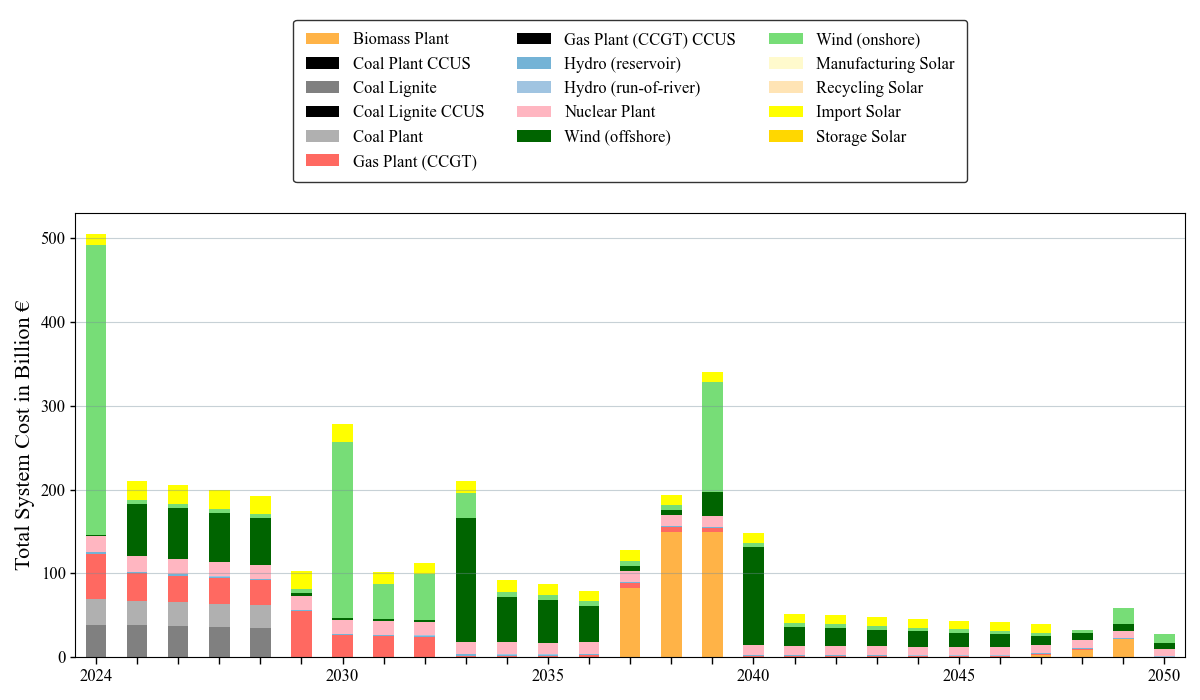 Biomass Plant
Coal Plant CCUS
Coal Lignite
Coal Lignite CCUS
Coal Plant
Gas Plant (CCGT)
Gas Plant (CCGT) CCUS
Hydro (reservoir)
Hydro (run-of-river)
Nuclear Plant
Wind (offshore)
Wind (onshore)
Manufacturing Solar
Recycling Solar
Import Solar
Storage Solar
Total System Cost in Billion €
500
400
300
200
100
0
2024
2030
2035
2040
2045
2050